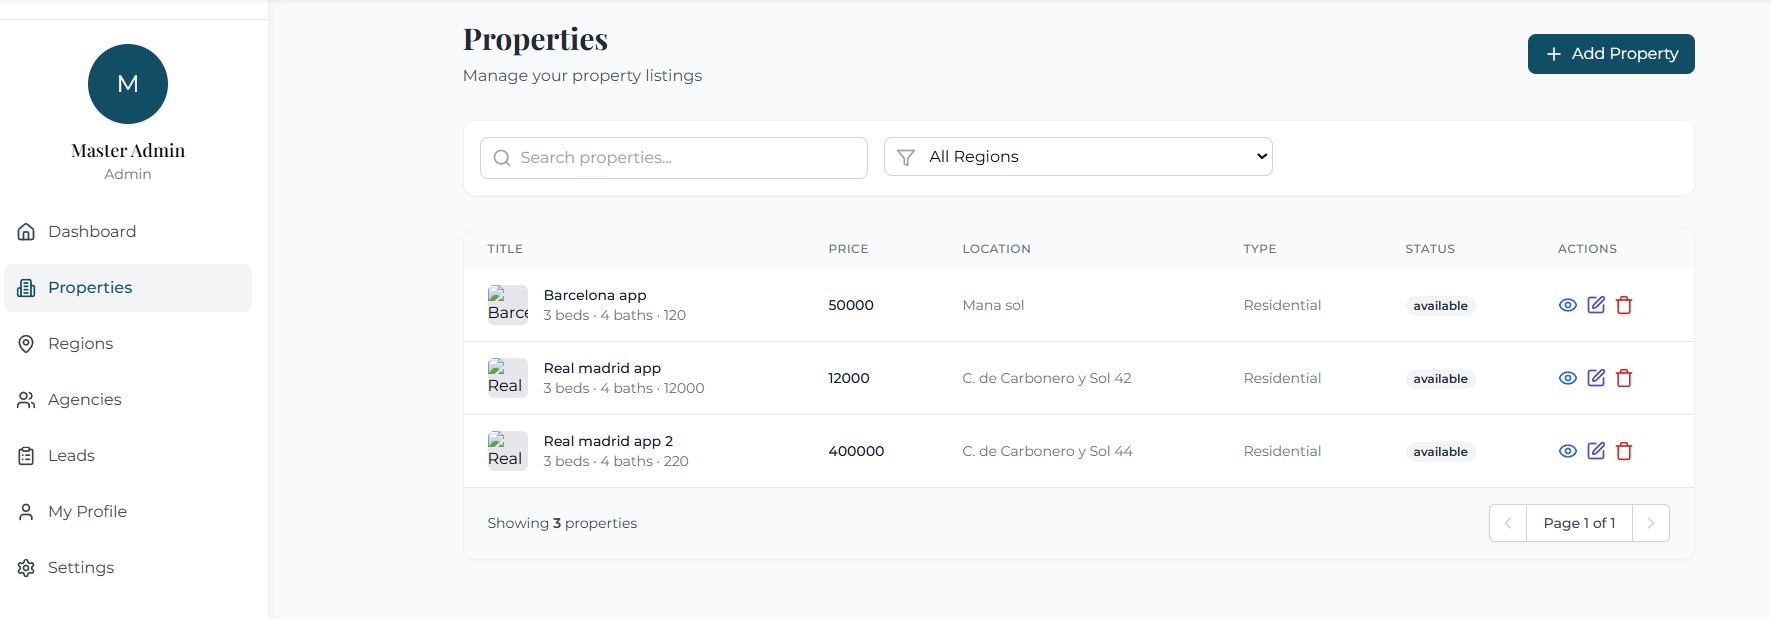 M
Master Admin
Admin
Dashboard
Properties
Regions
Agencies
Leads
My Profile
Settings
Properties
Manage your property listings
Add Property
Search properties...
All Regions
TITLE PRICE LOCATION TYPE STATUS ACTIONS
Barce
Barcelona app
3 beds · 4 baths · 120
50000
Mana sol
Residential
available
Real
Real madrid app
3 beds · 4 baths · 12000
12000
C. de Carbonero y Sol 42
Residential
available
Real
Real madrid app 2
3 beds · 4 baths · 220
400000
C. de Carbonero y Sol 44
Residential
available
Showing 3 properties
Page 1 of 1